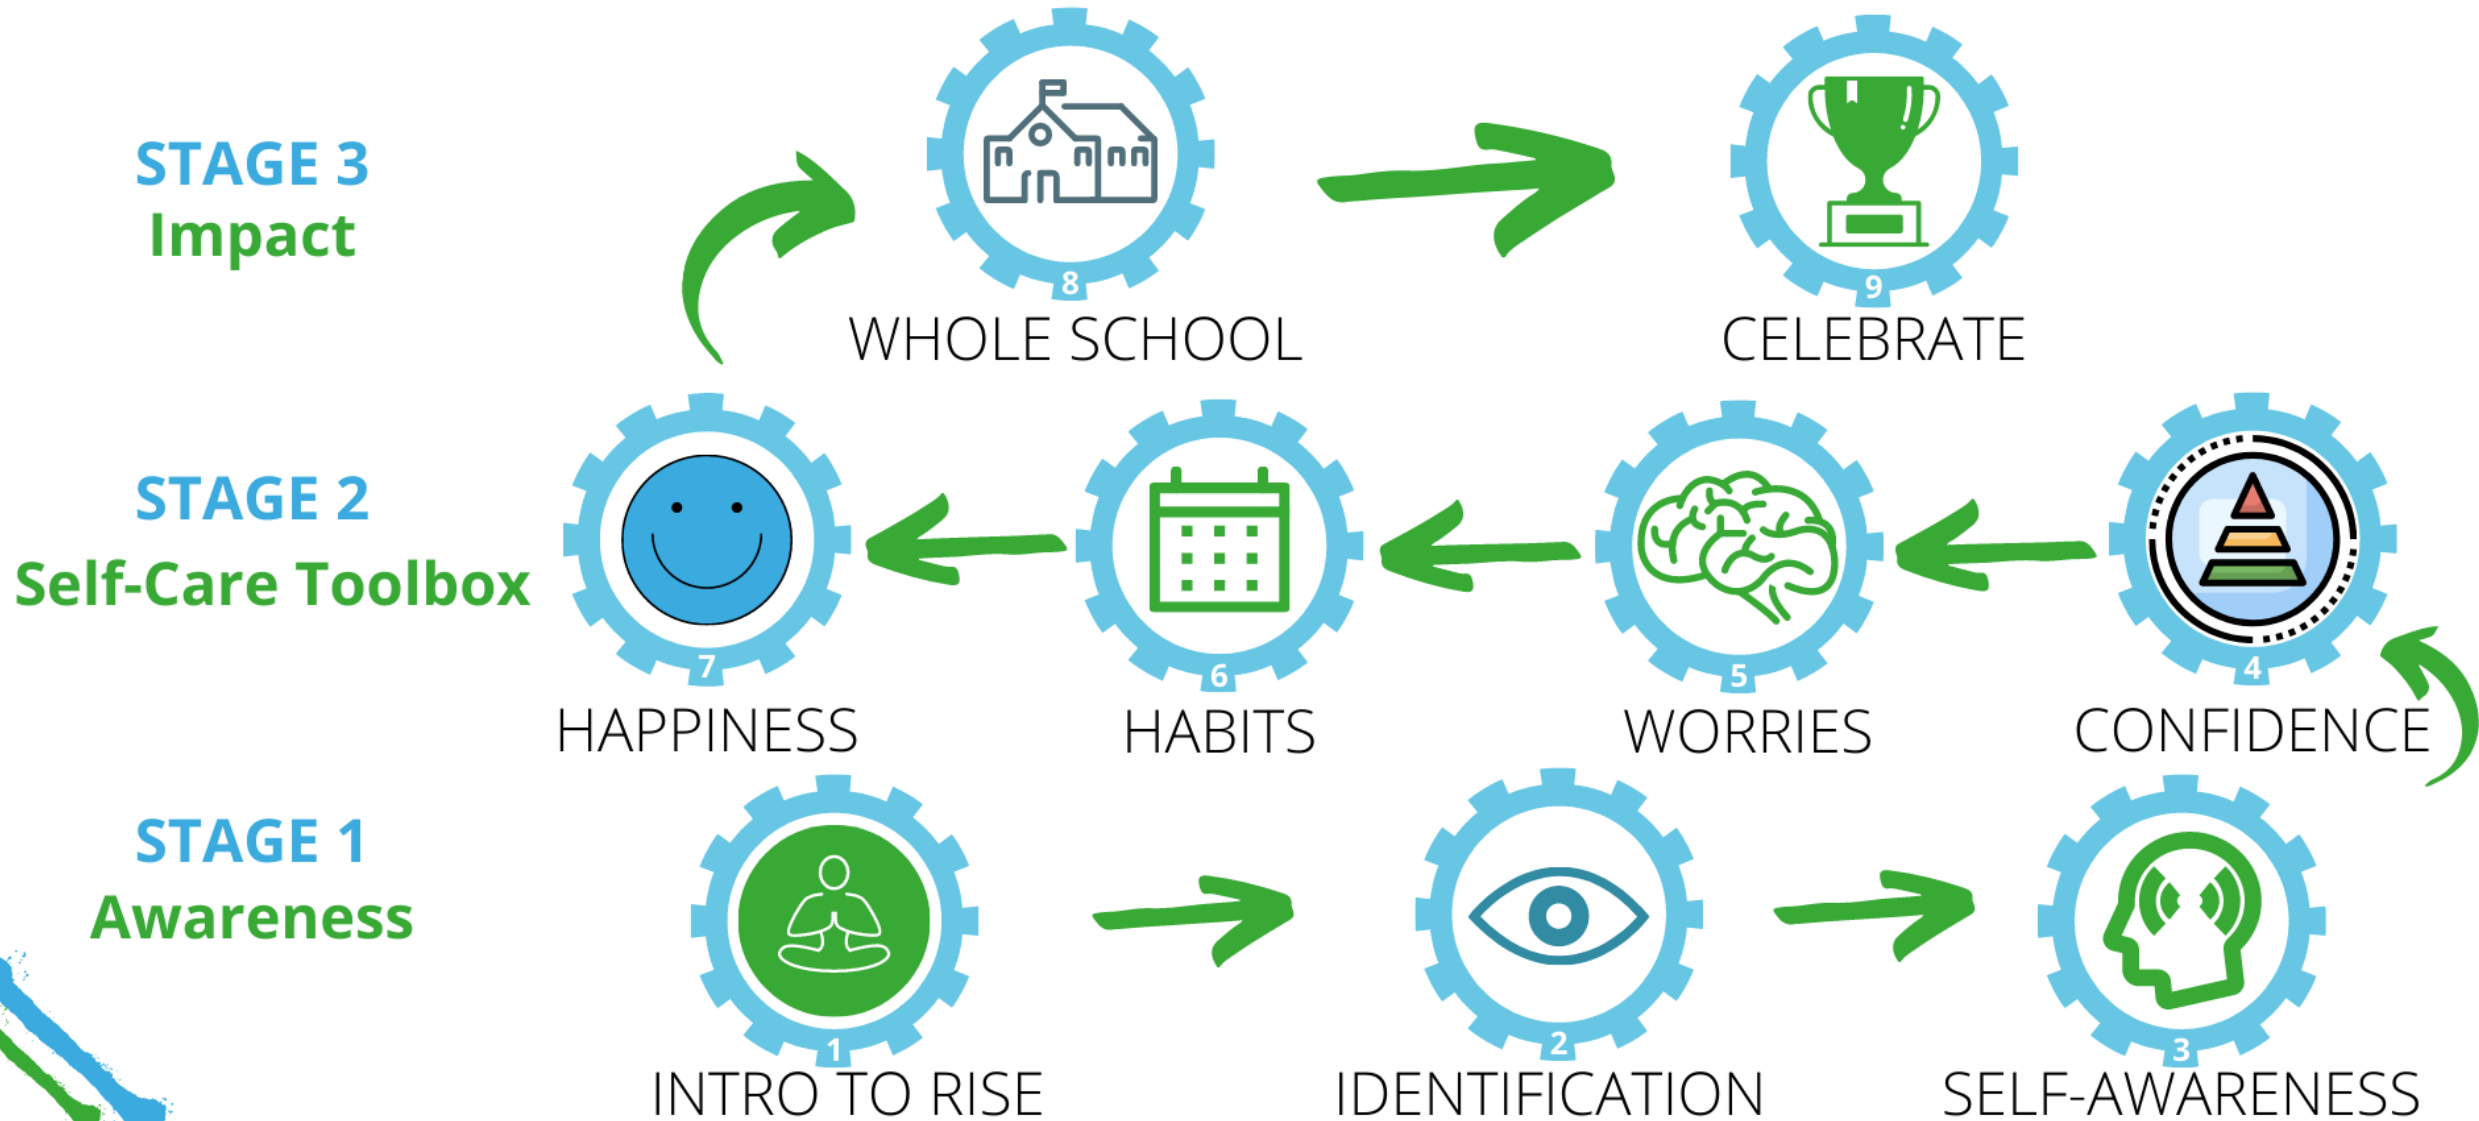 STAGE 3
Impact
8
9
WHOLE SCHOOL
CELEBRATE
STAGE 2
Self-Care Toolbox
7
6
5
4
HAPPINESS
HABITS
WORRIES
CONFIDENCE
STAGE 1
Awareness
1
2
3
INTRO TO RISE
IDENTIFICATION
SELF-AWARENESS